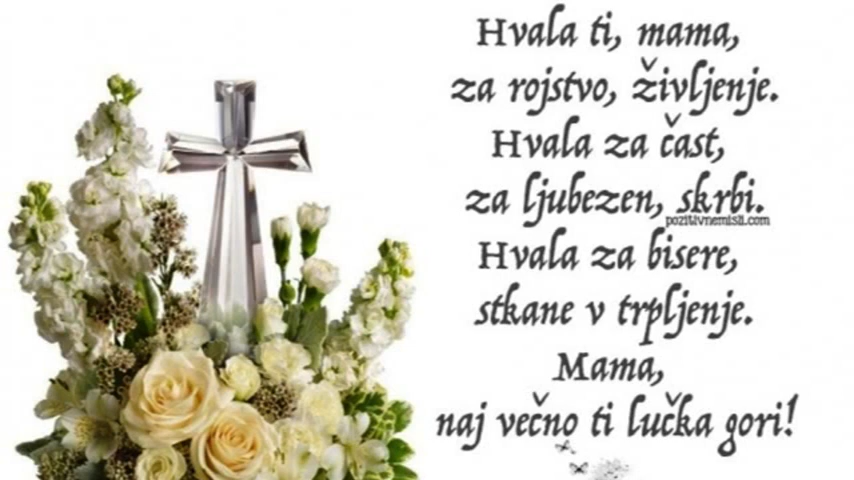 Hvala ti, mama,
za rojstvo, življenje.
Hvala za čast,
za ljubezen, skrbi.
pozitivnemisli.com
Hvala za bisere,
stkane v trpljenje.
Mama,
naj večno ti lučka gori!